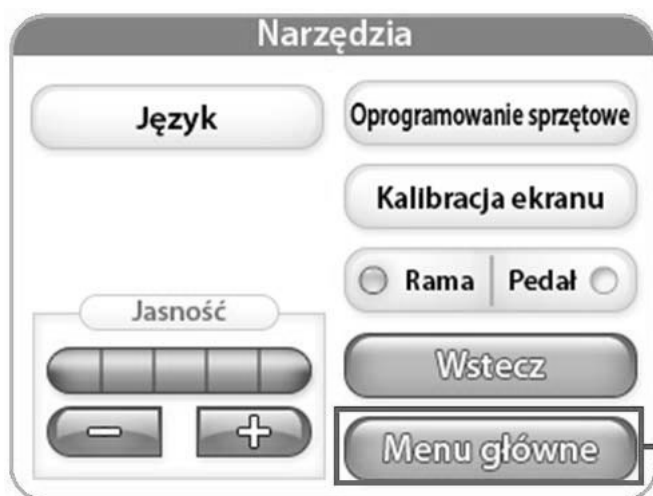 Narzędzia
Język
Oprogramowanie sprzętowe
Kalibracja ekranu
Rama | Pedał
Jasność
Wstecz
- +
Menu główne